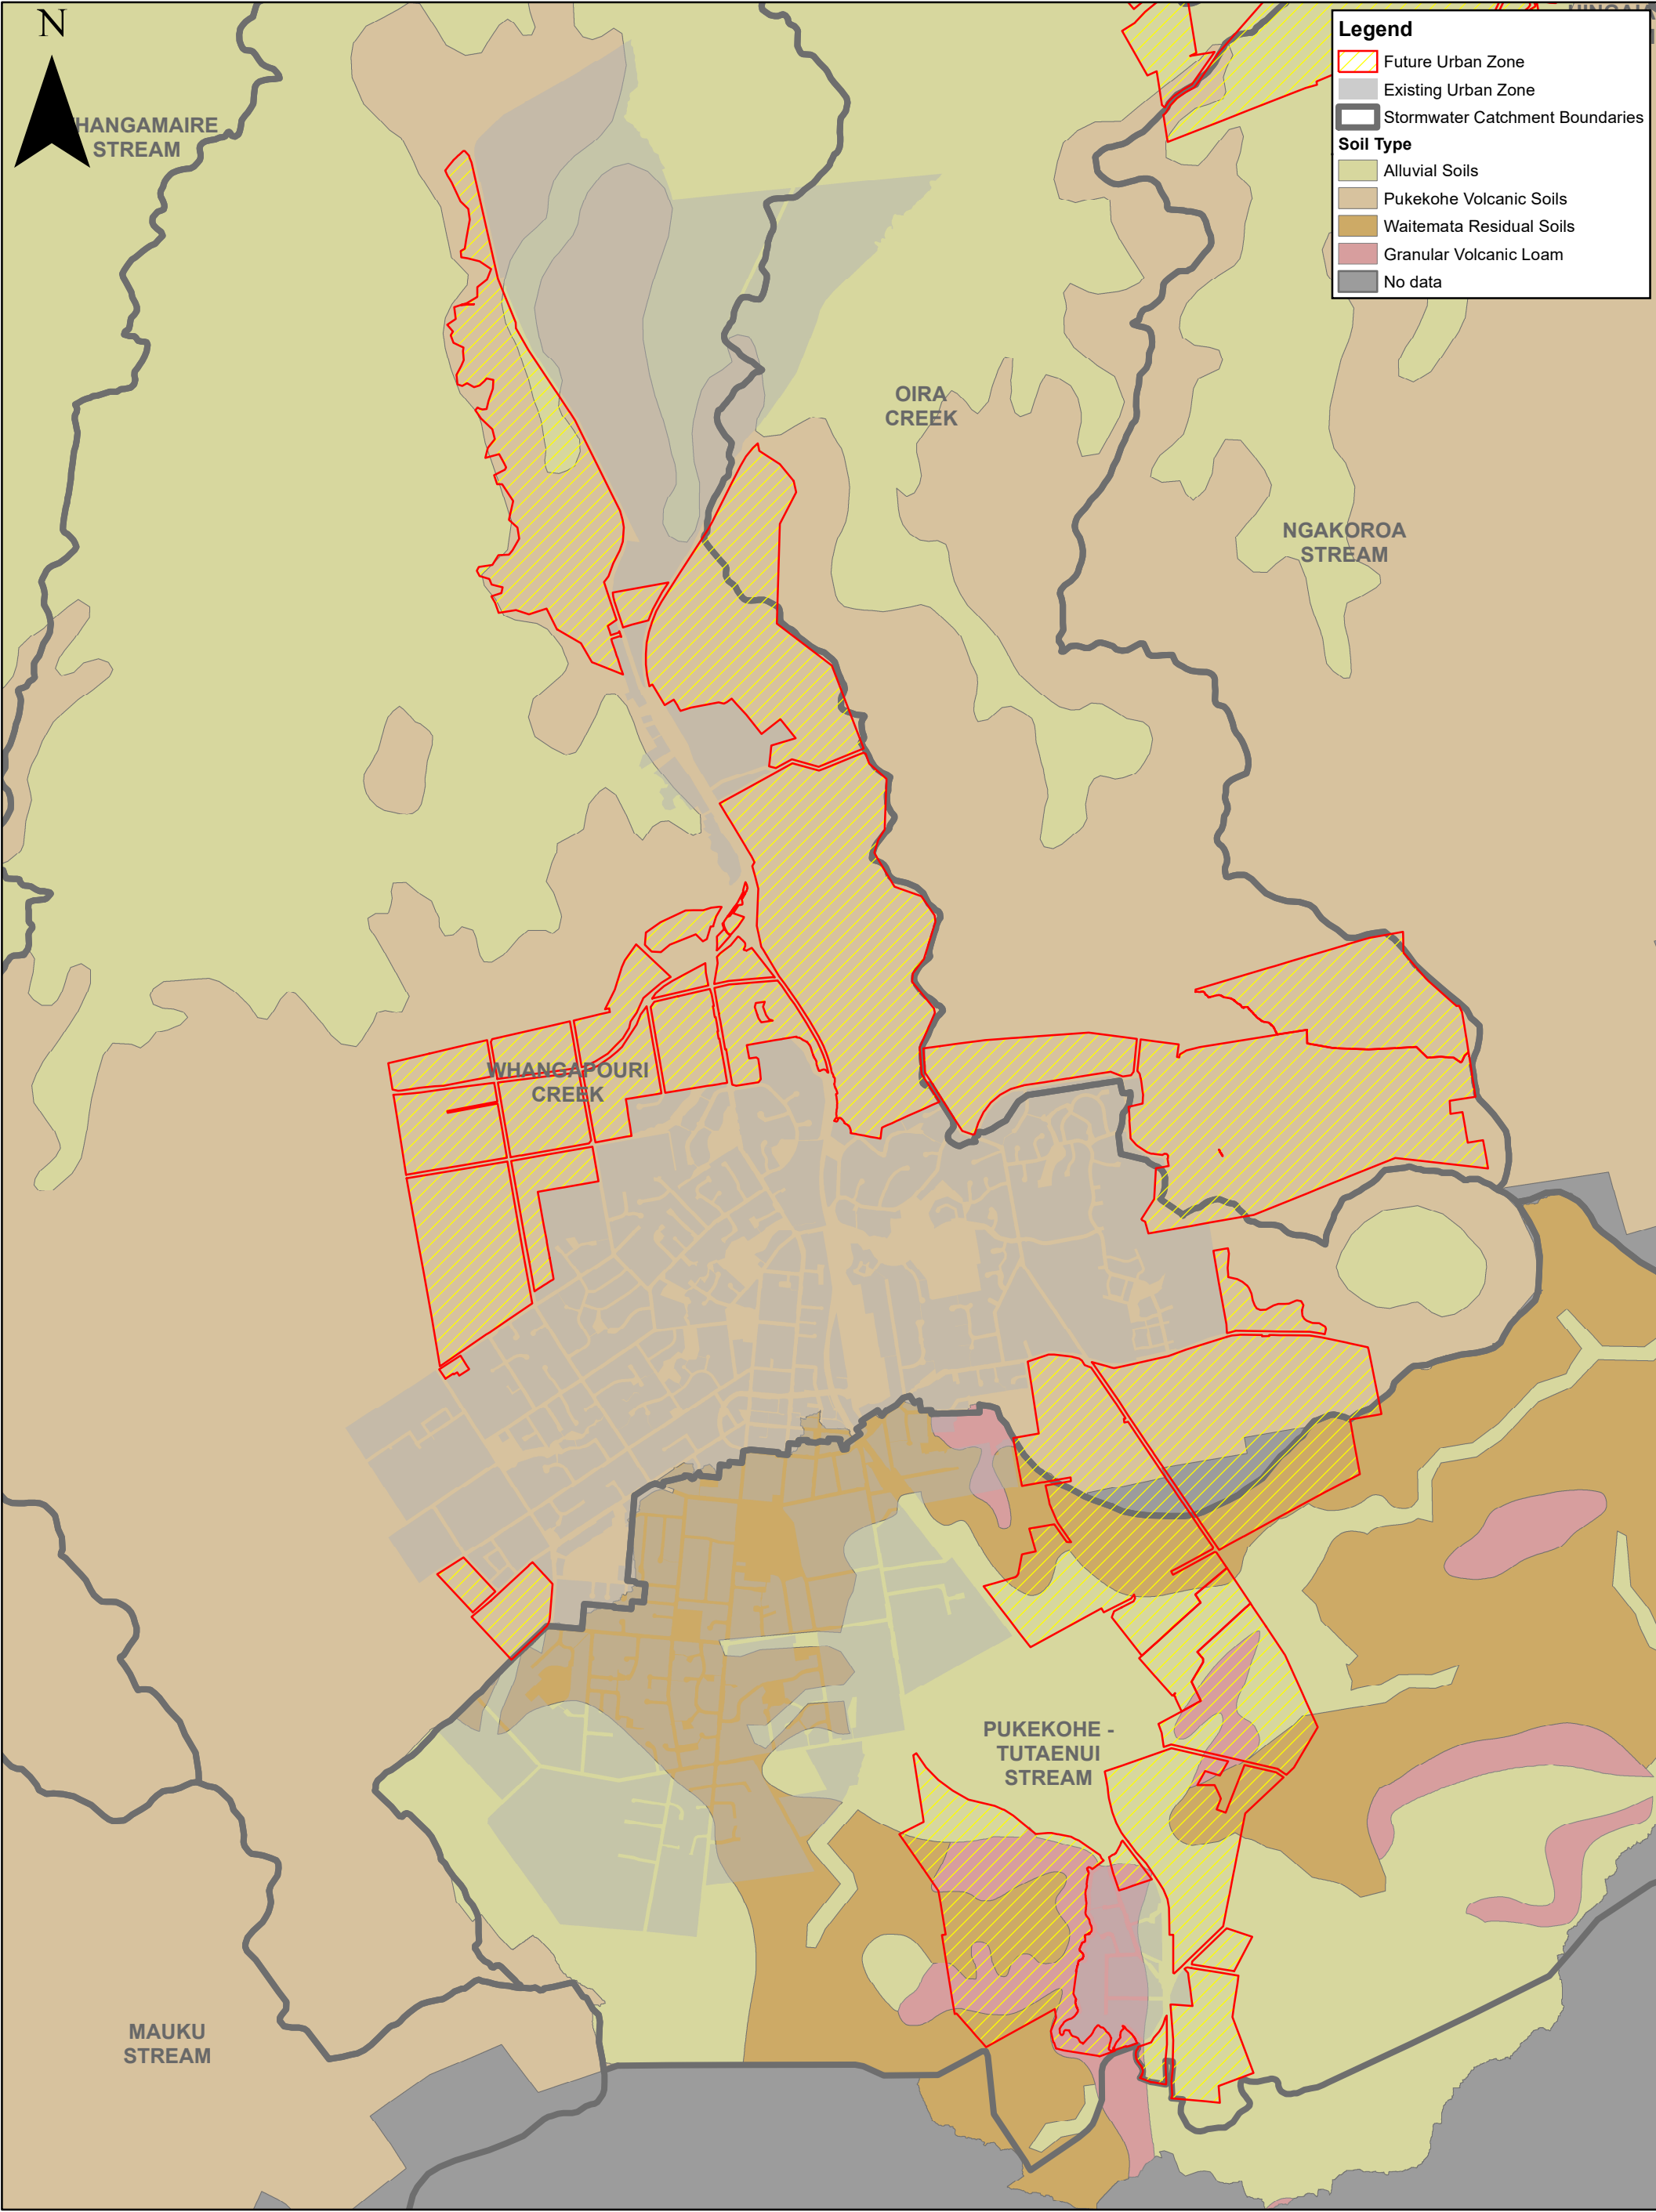 N
Legend
Future Urban Zone
Existing Urban Zone
Stormwater Catchment Boundaries
Soil Type
Alluvial Soils
Pukekohe Volcanic Soils
Waitemata Residual Soils
Granular Volcanic Loam
No data
HANGAMAIRE
STREAM
OIRA
CREEK
NGAKOROA
STREAM
WHANGAPOURI
CREEK
PUKEKOHE -
TUTAENUI
STREAM
MAUKU
STREAM